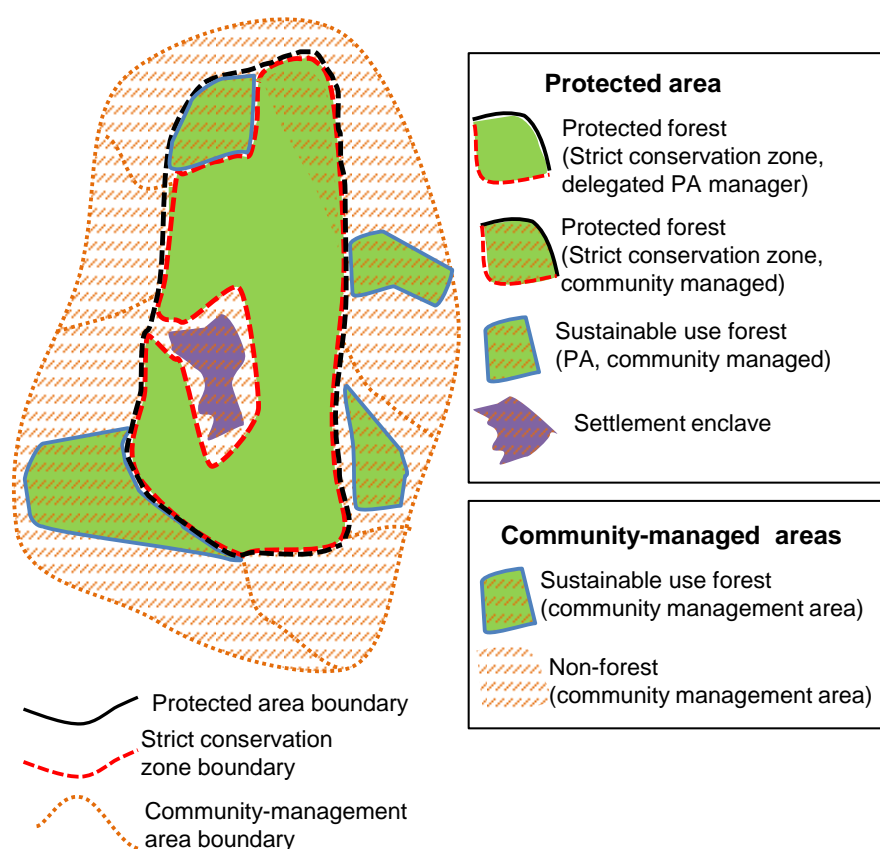 Protected area
Protected forest
(Strict conservation zone,
delegated PA manager)
Protected forest
(Strict conservation zone,
community managed)
Sustainable use forest
(PA, community managed)
Settlement enclave
Community-managed areas
Sustainable use forest
(community management area)
Non-forest
(community management area)
Protected area boundary
Strict conservation
zone boundary
Community-management
area boundary